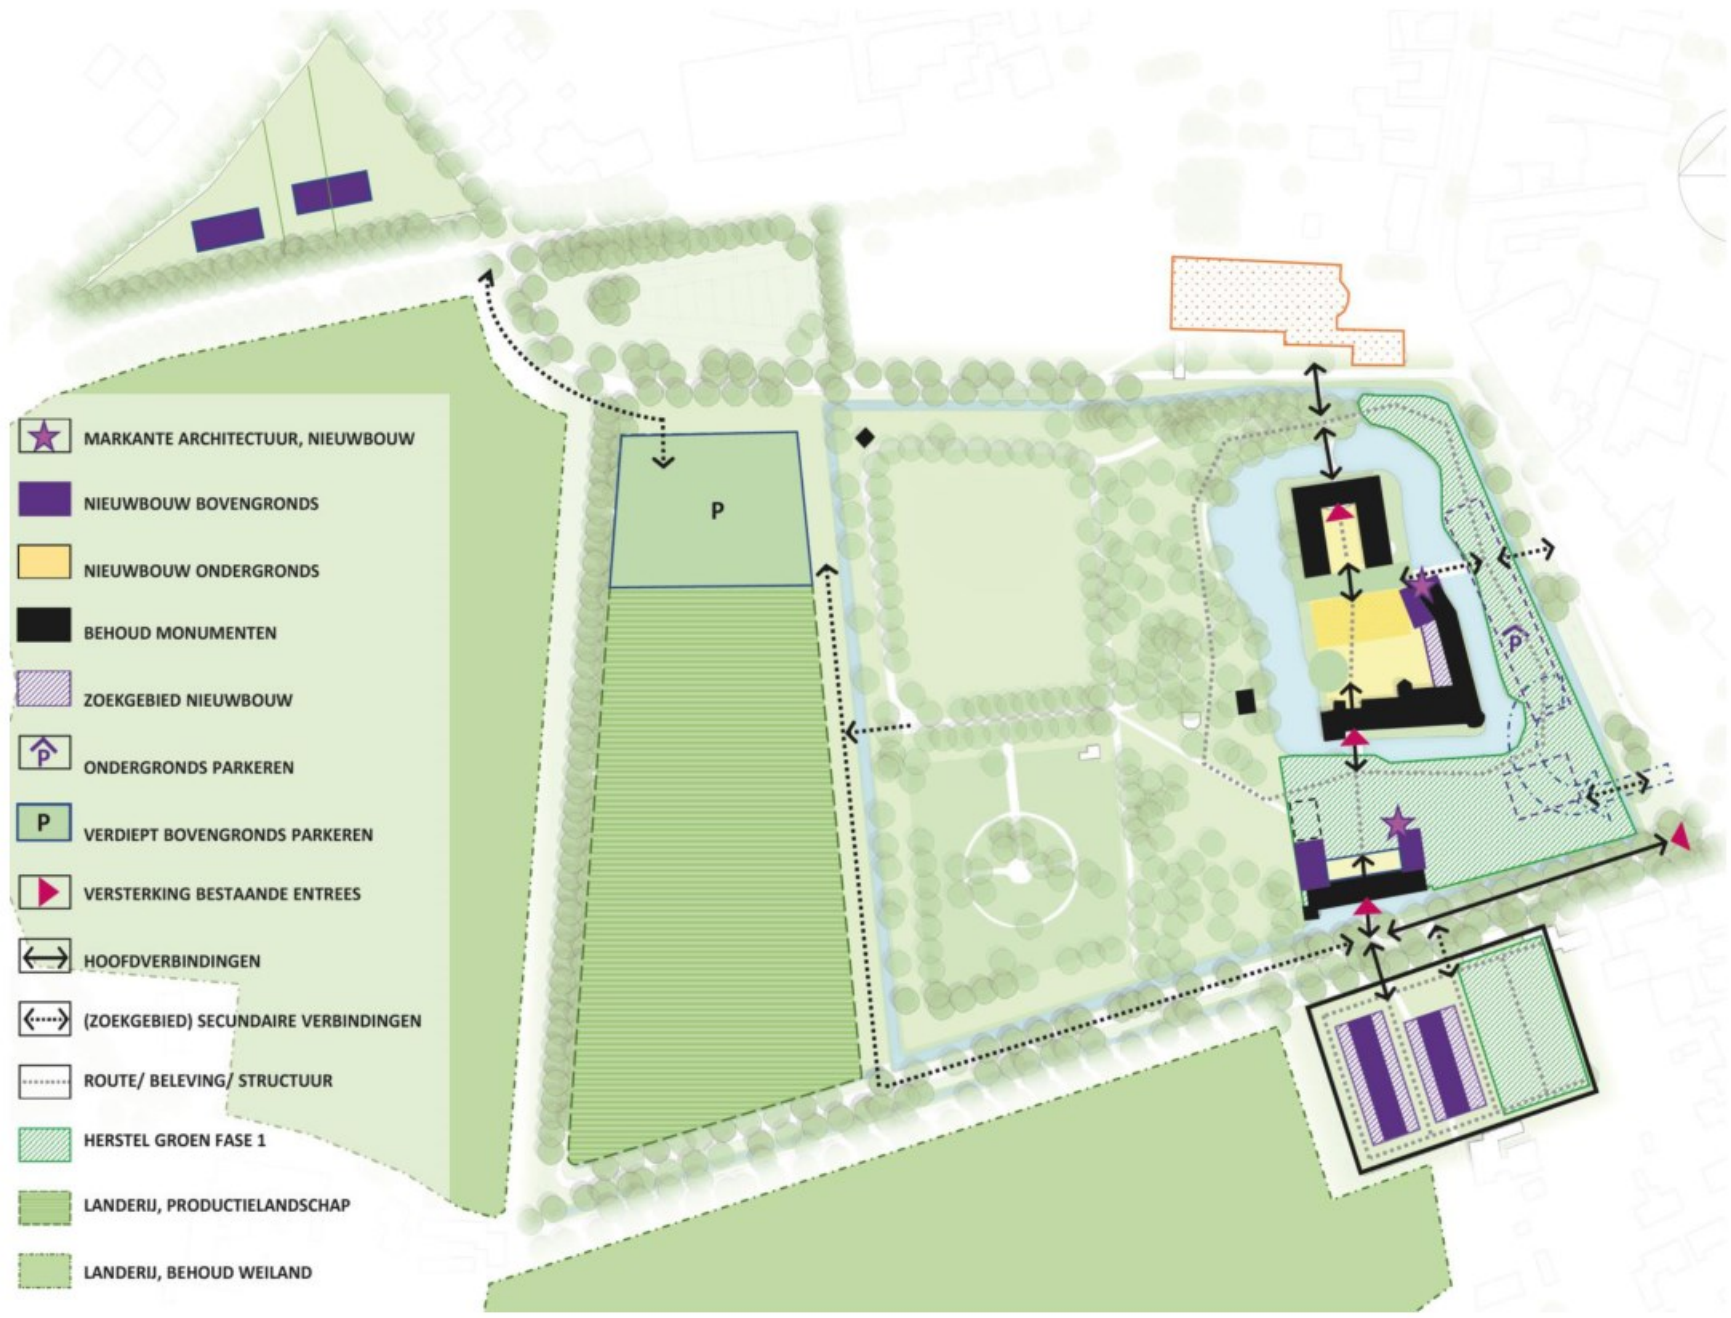 MARKANTE ARCHITECTUUR, NIEUWBOUW
NIEUWBOUW BOVENGRONDS
NIEUWBOUW ONDERGRONDS
BEHOUD MONUMENTEN
ZOEKGEBIED NIEUWBOUW
P
ONDERGRONDS PARKEREN
P
VERDIEPT BOVENGRONDS PARKEREN
VERSTERKING BESTAANDE ENTREES
HOOFDVERBINDINGEN
(ZOEKGEBIED) SECUNDAIRE VERBINDINGEN
ROUTE/ BELEVING/ STRUCTUUR
HERSTEL GROEN FASE 1
LANDERIJ, PRODUCTIELANDSCHAP
LANDERIJ, BEHOUD WEILAND
P
P